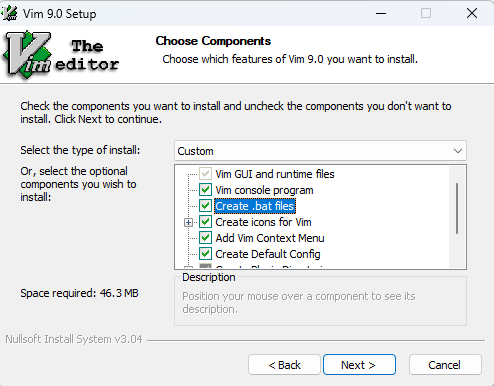 Vim 9.0 Setup
The
Vim
editor
Choose Components
Choose which features of Vim 9.0 you want to install.
Check the components you want to install and uncheck the components you don't want to
install. Click Next to continue.
Select the type of install:
Custom
Or, select the optional
components you wish to
install:
Vim GUI and runtime files
Vim console program
Create .bat files
Create icons for Vim
Add Vim Context Menu
Create Default Config
Space required: 46.3 MB
Description
Position your mouse over a component to see its
description.
Nullsoft Install System v3.04
< Back
Next >
Cancel